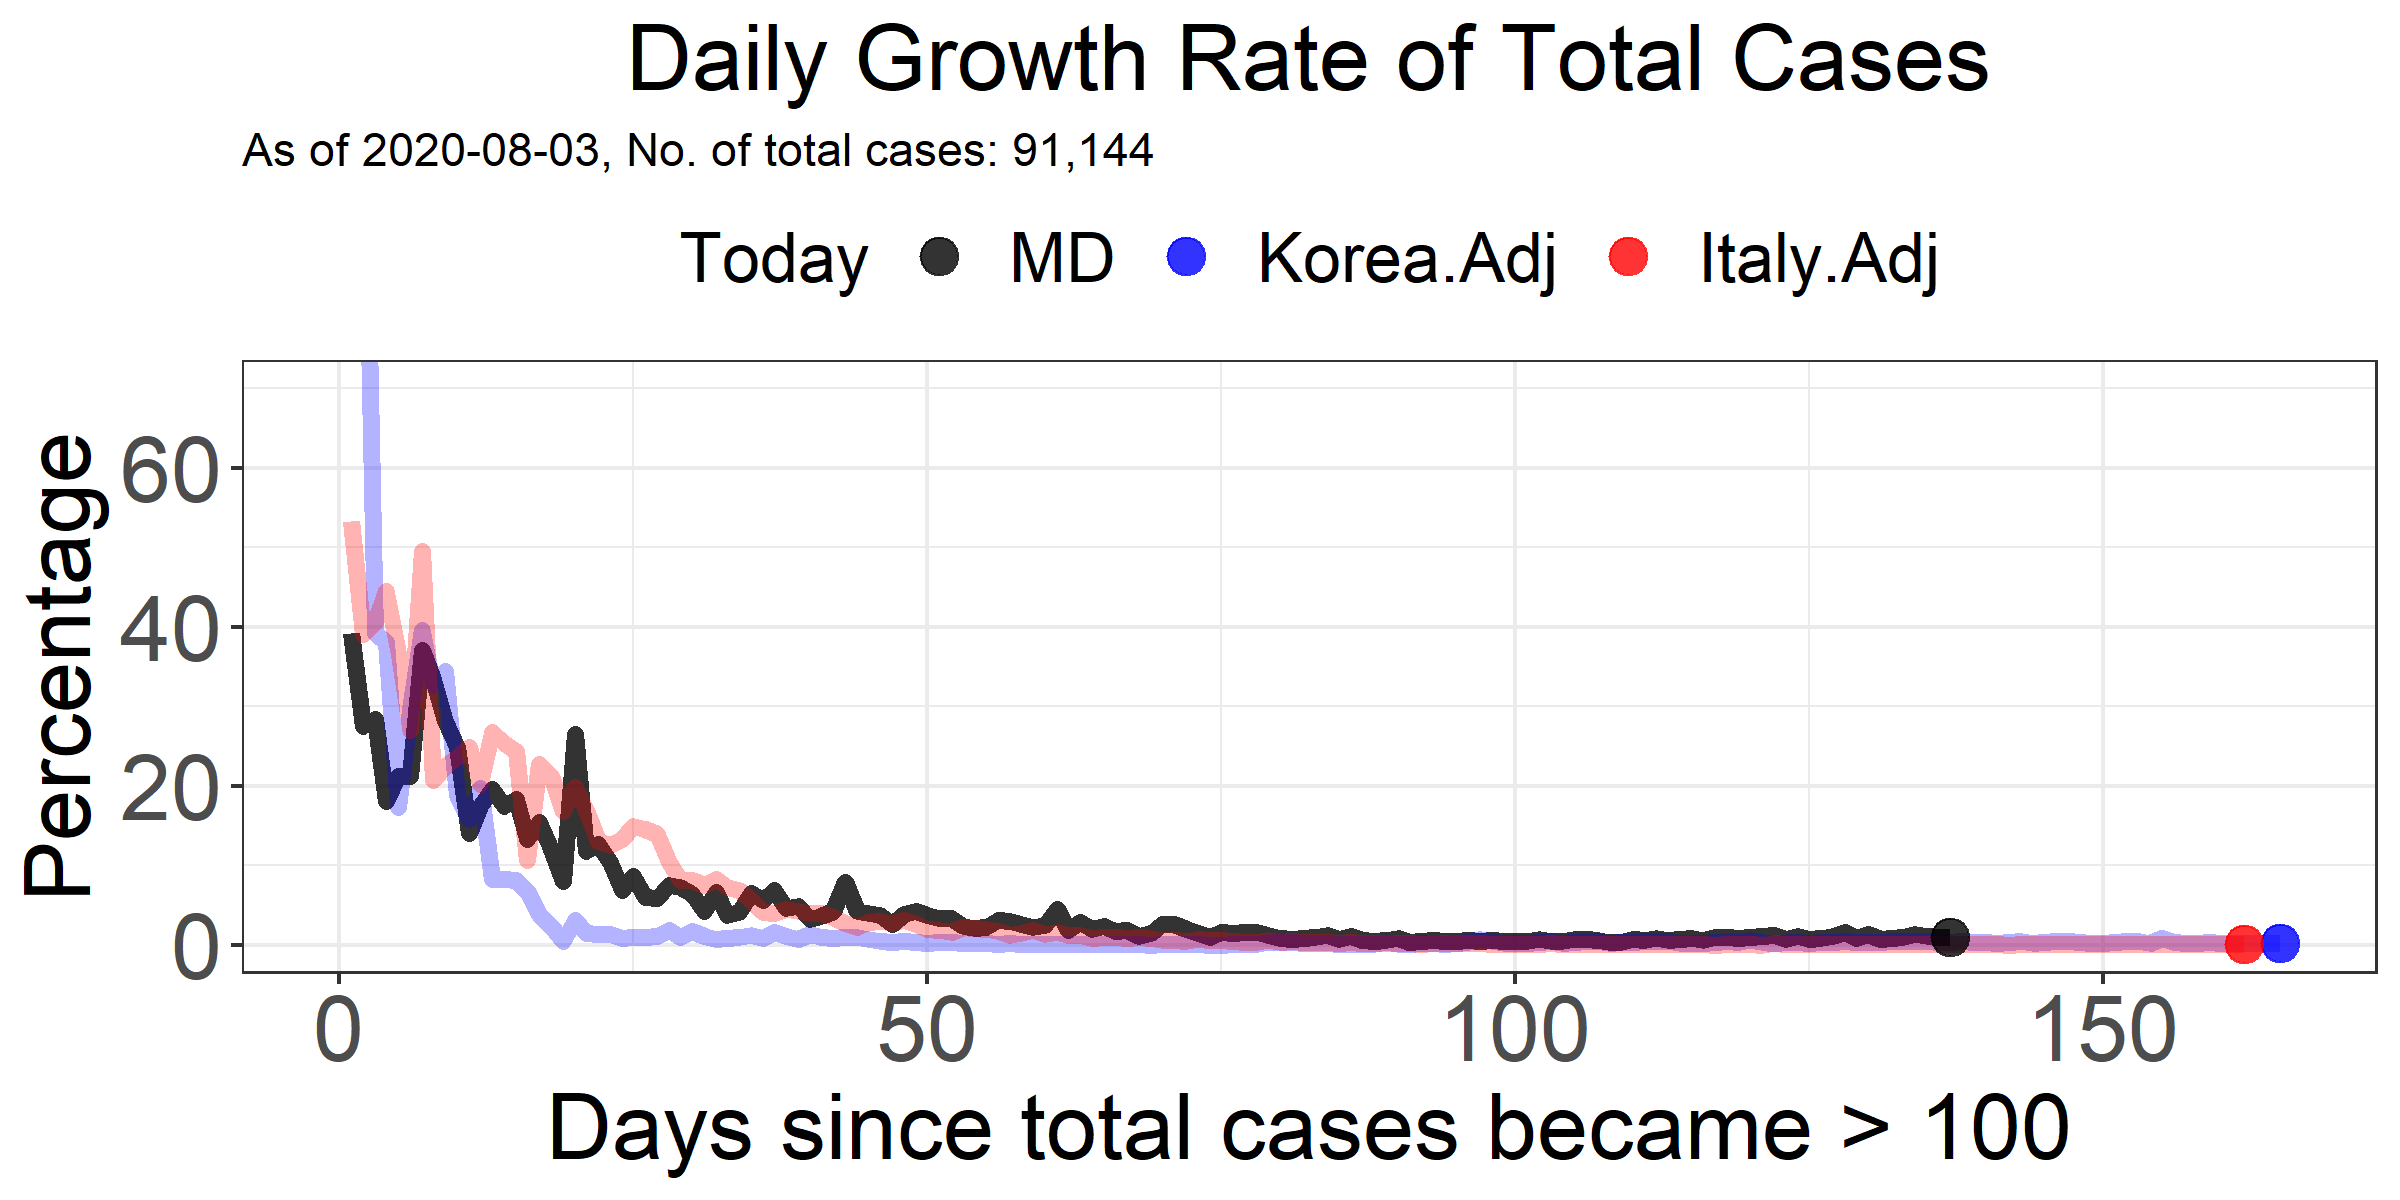 Daily Growth Rate of Total Cases
As of 2020-08-03, No. of total cases: 91,144
Today MD Korea.Adj Italy.Adj
Percentage
60
40
20
0
0 50 100 150
Days since total cases became > 100